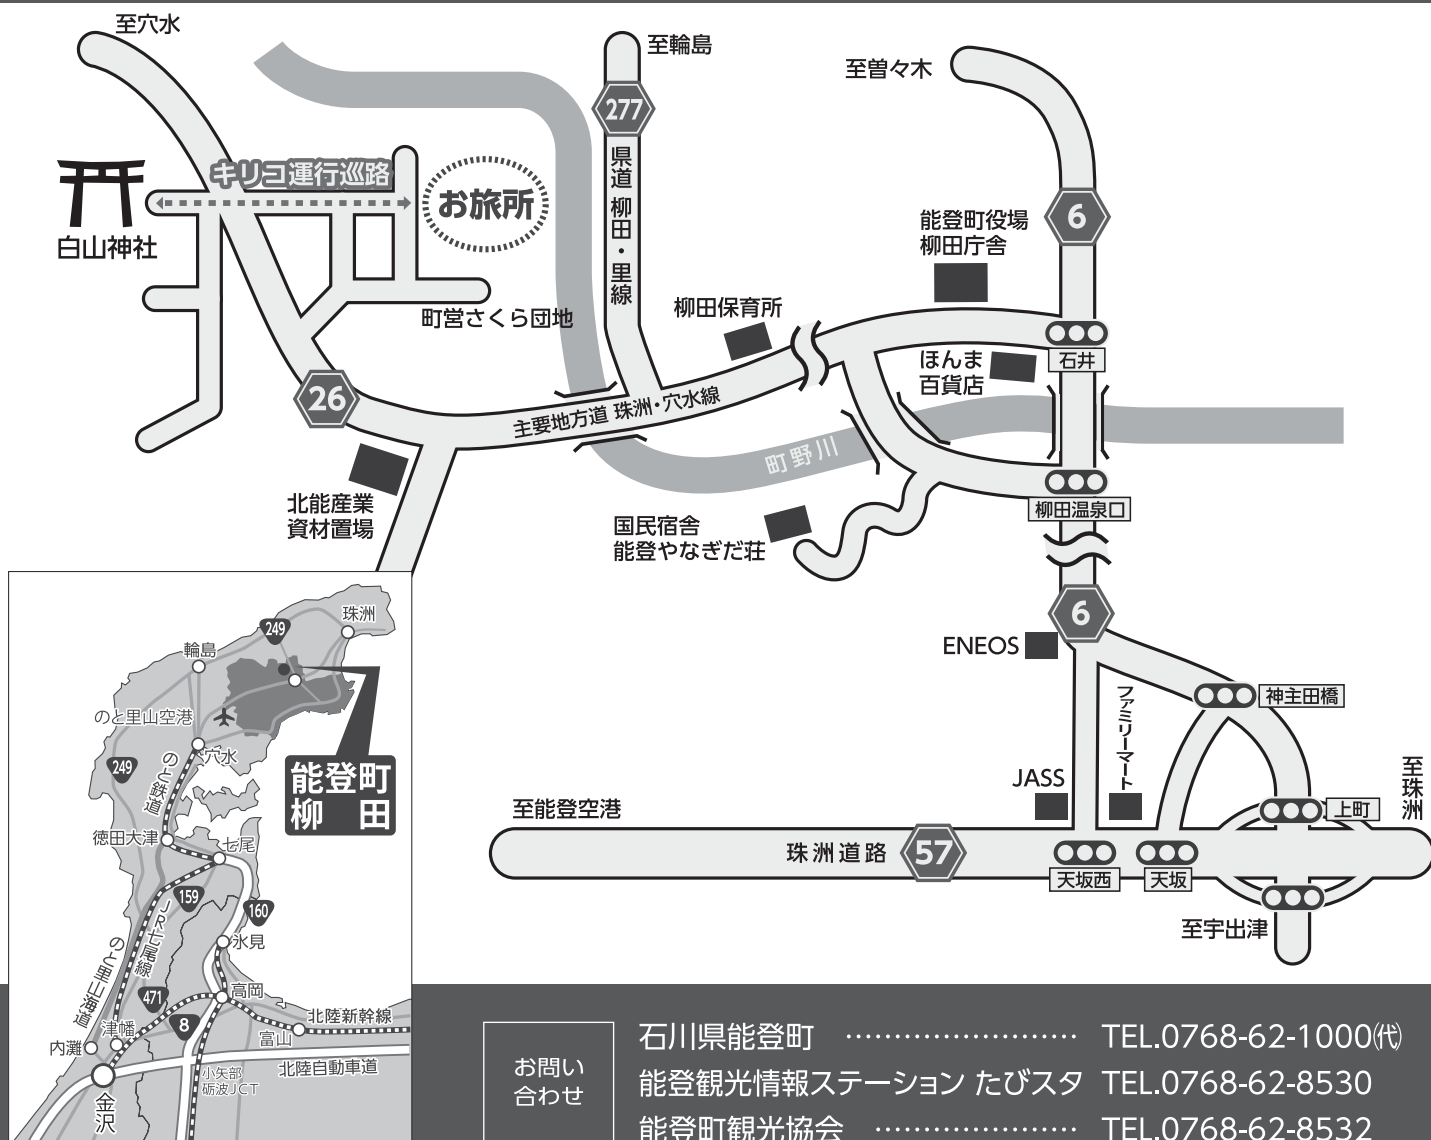 至穴水
至輪島
至曽々木
277
キリコ運行巡路
お旅所
白山神社
県道 柳田・里線
能登町役場
柳田庁舎
6
町営さくら団地
柳田保育所
石井
ほんま
百貨店
26
主要地方道 珠洲・穴水線
町野川
北能産業
資材置場
柳田温泉口
国民宿舎
能登やなぎだ荘
6
ENEOS
神主田橋
ファミリーマート
JASS
至珠洲
上町
至能登空港
珠洲道路
57
天坂西
天坂
至宇出津
珠洲
249
輪島
のと里山空港
穴水
249
のと鉄道
能登町
柳田
徳田大津
七尾
159
160
JR七尾線
氷見
のと里山海道
471
高岡
8
北陸新幹線
津幡
富山
内灘
北陸自動車道
小矢部
砺波JCT
金沢
お問い
合わせ
石川県能登町 ………………… TEL.0768-62-1000㈹
能登観光情報ステーション たびスタ TEL.0768-62-8530
能登町観光協会 ………………… TEL.0768-62-8532